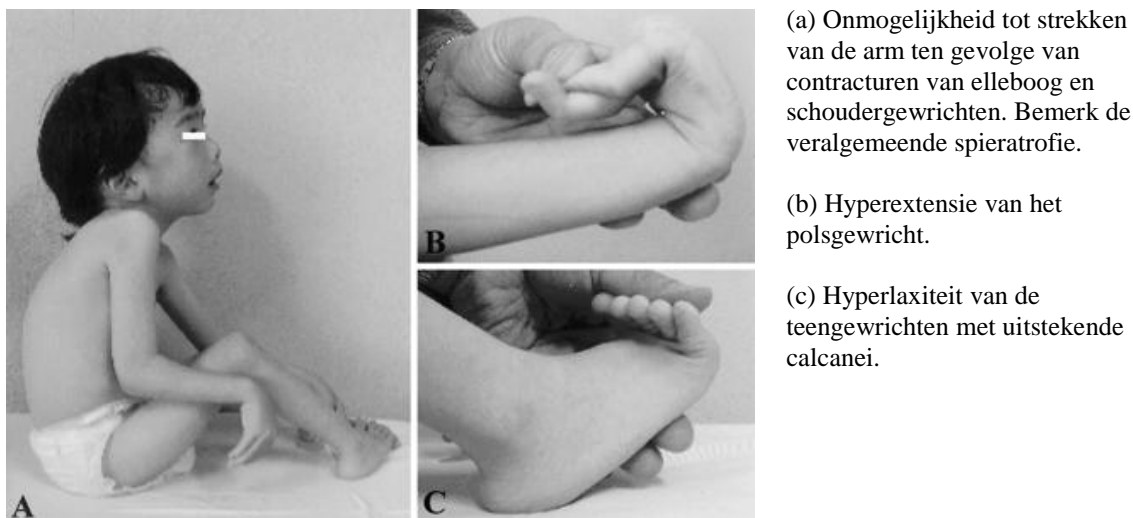 A
B
C
(a) Onmogelijkheid tot strekken
van de arm ten gevolge van
contracturen van elleboog en
schoudergewrichten. Bemerk de
veralgemeende spieratrofie.
(b) Hyperextensie van het
polsgewricht.
(c) Hyperlaxiteit van de
teengewrichten met uitstekende
calcanei.